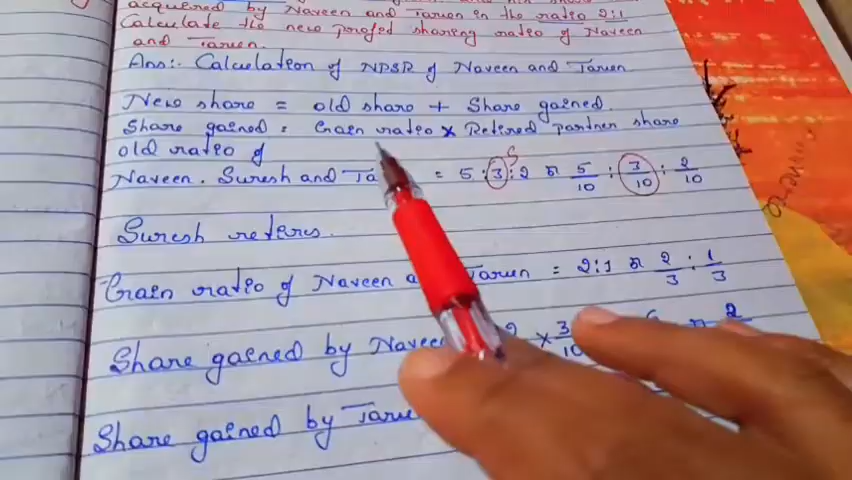 acquered by Naveen and Tarun in the ratio 2:1
Calculate the new profit sharing ratio of Naveen
and Tarun.
Ans:- Calculation of NPSR of Naveen and Tarun
New share = old share + Share gained.
Share gained = Gain ratio × Retired partner share
old ratio of
Naveen. Suresh and Ta = 5:3:2 or 5/10 : 3/10 : 2/10
S
Suresh retires.
Gain ratio of Naveen a Tarun = 2:1 or 2/3 : 1/3
Share gained by Naveen 2 × 3/10
Share gained by Tarun